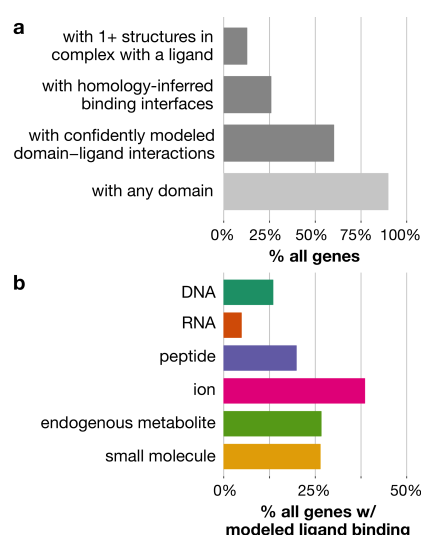 a
with 1+ structures in
complex with a ligand
with homology-inferred
binding interfaces
with confidently modeled
domain–ligand interactions
with any domain
0% 25% 50% 75% 100%
% all genes
b
DNA
RNA
peptide
ion
endogenous metabolite
small molecule
0% 25% 50%
% all genes w/
modeled ligand binding